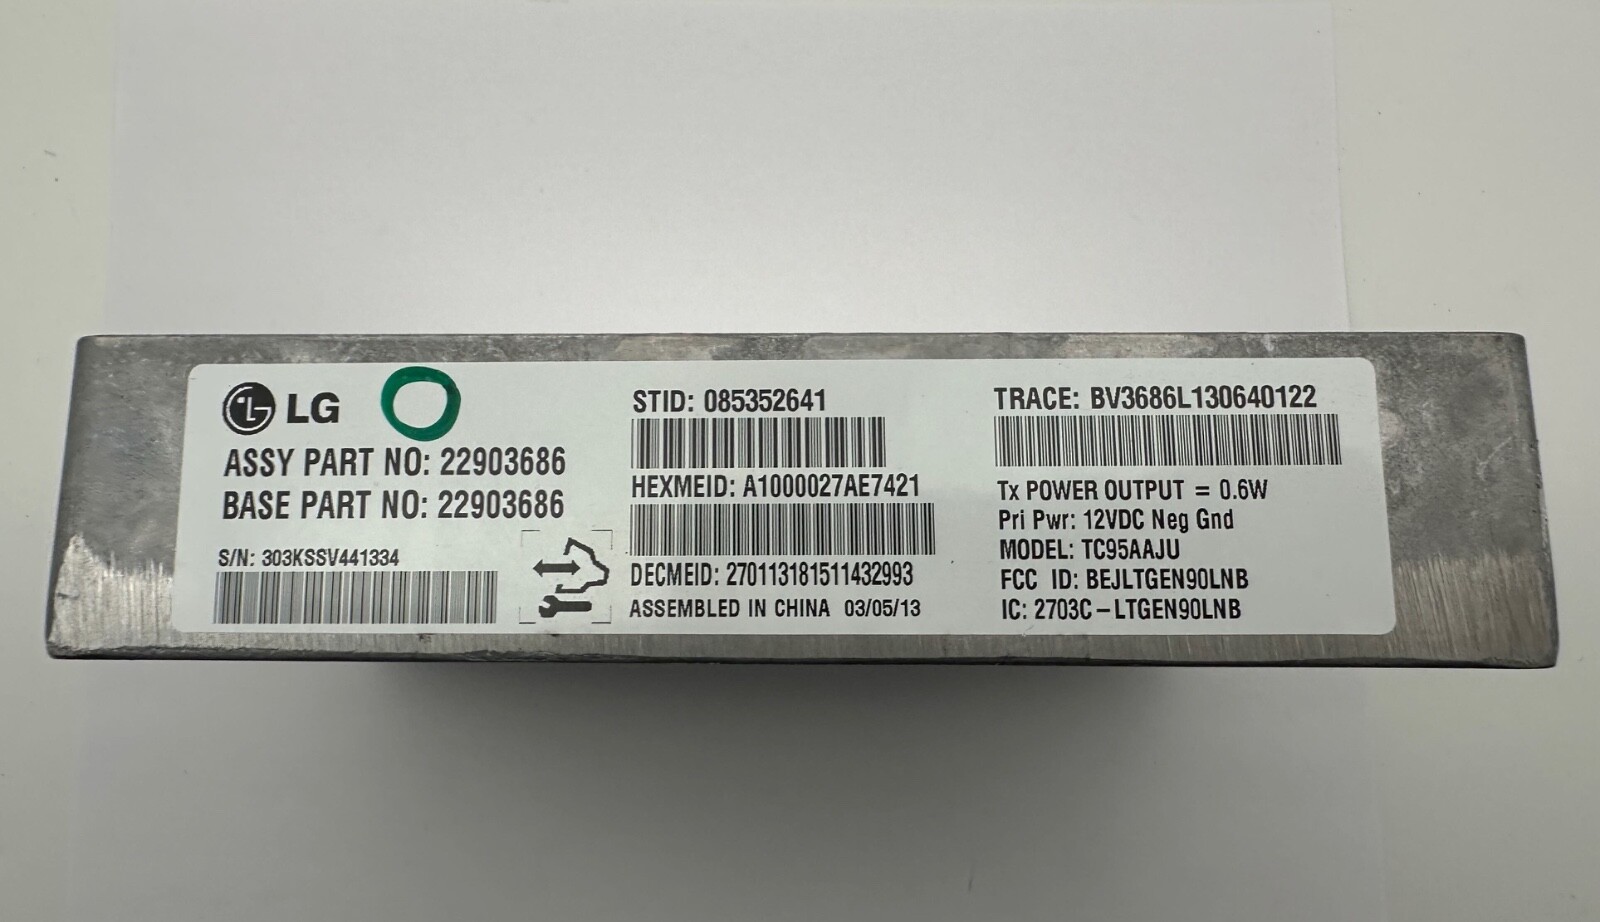 LG
ASSY PART NO: 22903686
BASE PART NO: 22903686
S/N: 303KSSV441334
STID: 085352641
HEXMEID: A1000027AE7421
DECMEID: 270113181511432993
ASSEMBLED IN CHINA 03/05/13
TRACE: BV3686L130640122
Tx POWER OUTPUT = 0.6W
Pri Pwr: 12VDC Neg Gnd
MODEL: TC95AAJU
FCC ID: BEJLTGEN90LNB
IC: 2703C-LTGEN90LNB